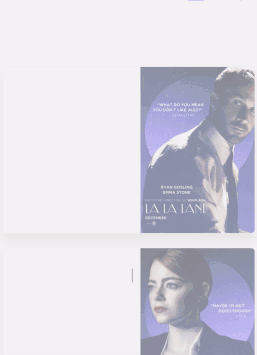 "WHAT DO YOU MEAN
YOU DON'T LIKE JAZZ?"
RYAN GOSLING
EMMA STONE
LA LA LAND
DECEMBER
"MAYBE I'M NOT
GOOD ENOUGH"